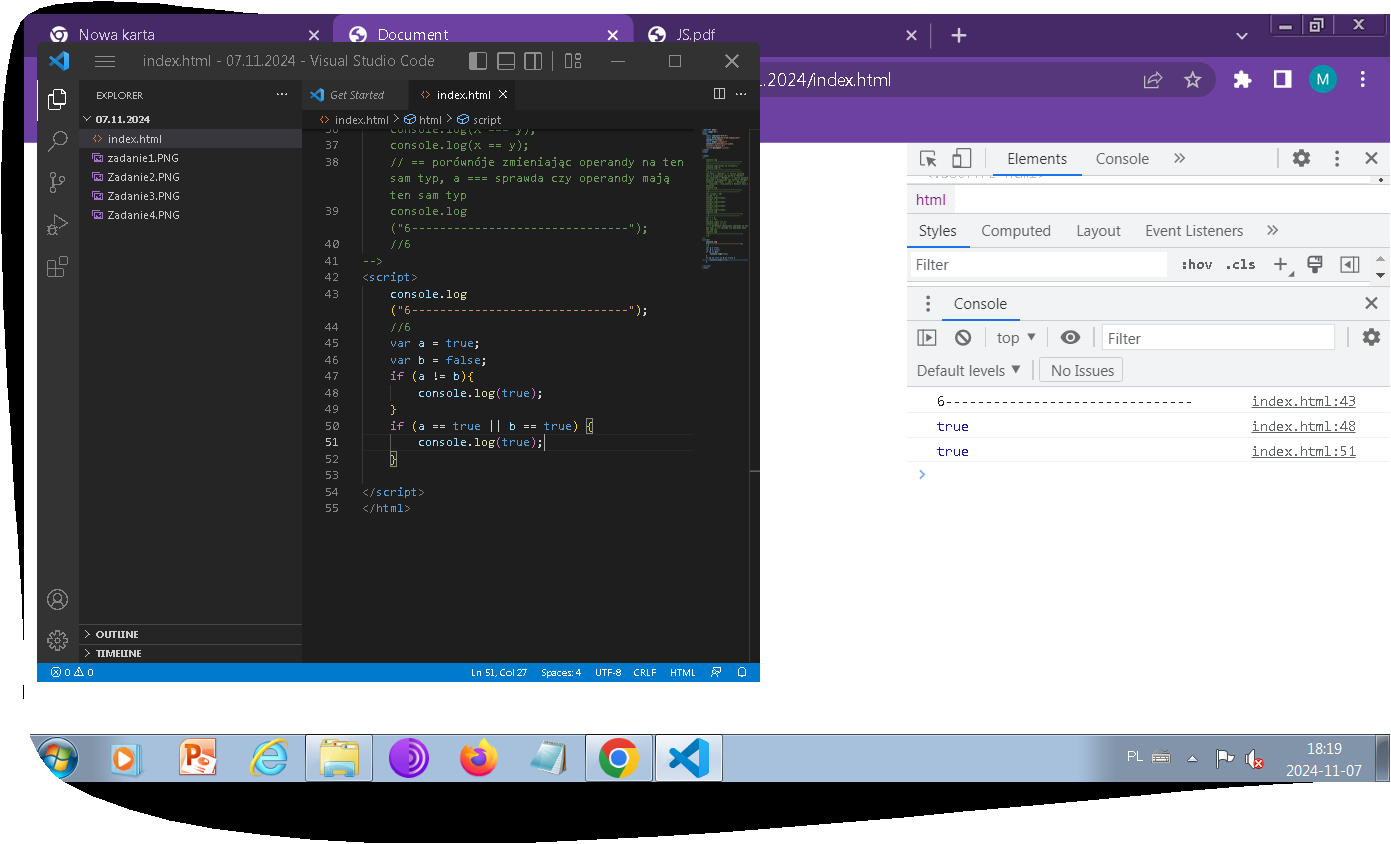 Nowa karta
Document
JS.pdf
index.html - 07.11.2024 - Visual Studio Code
.2024/index.html
M
EXPLORER
07.11.2024
index.html
zadanie1.PNG
Zadanie2.PNG
Zadanie3.PNG
Zadanie4.PNG
OUTLINE
TIMELINE
Get Started
index.html
index.html > html > script
36 console.log(x === y);
37 console.log(x == y);
38 // == porównóje zmieniając operandy na ten
sam typ, a === sprawda czy operandy mają
ten sam typ
39 console.log
("6-------------------------------");
40 //6
41 -->
42 <script>
43 console.log
("6-------------------------------");
44 //6
45 var a = true;
46 var b = false;
47 if (a != b){
48 console.log(true);
49 }
50 if (a == true || b == true) {
51 console.log(true);
52 }
53
54 </script>
55 </html>
0 0
Ln 51, Col 27 Spaces: 4 UTF-8 CRLF HTML
Elements Console
html
Styles Computed Layout Event Listeners
Filter :hov .cls
Console
top Filter
Default levels No Issues
6------------------------------- index.html:43
true index.html:48
true index.html:51
PL
18:19
2024-11-07